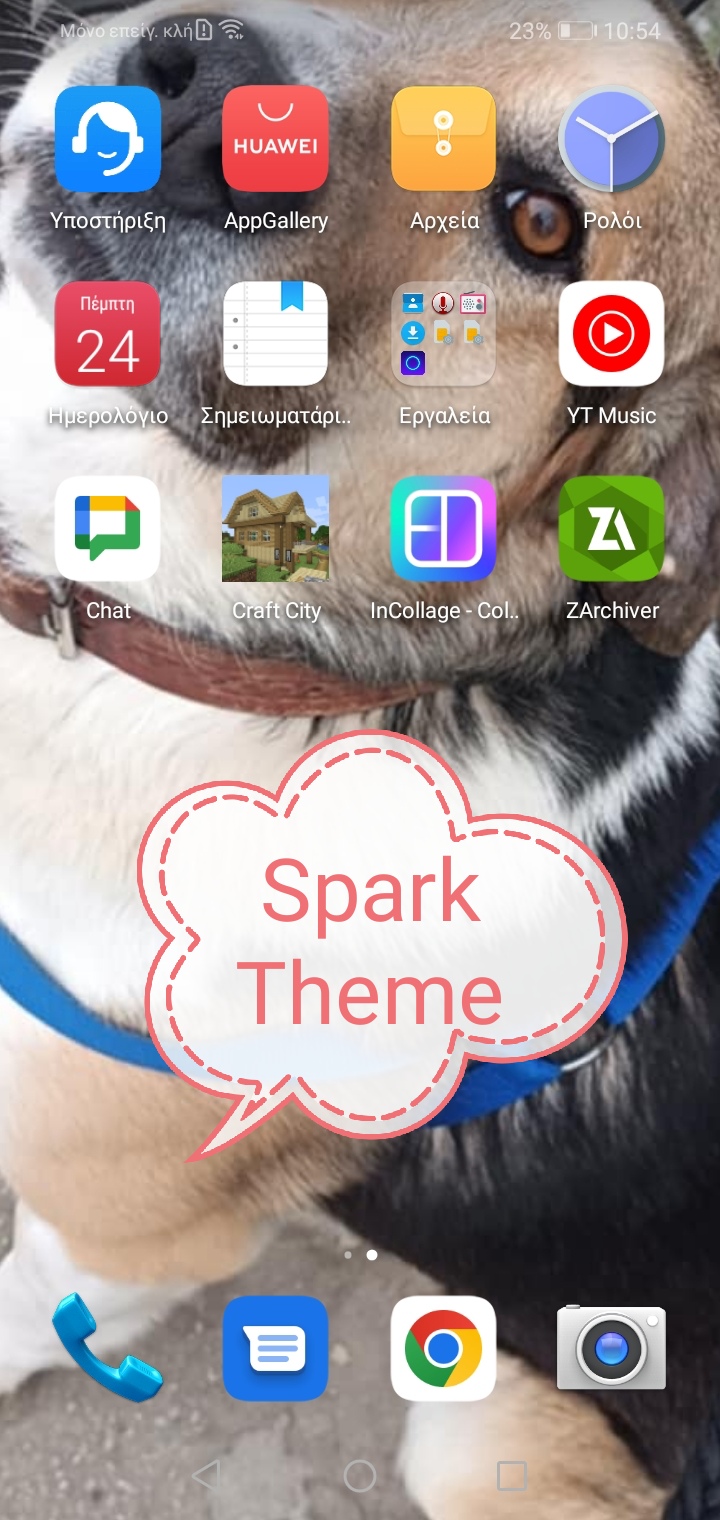 Μόνο επείγ. κλή 23% 10:54
HUAWEI
Υποστήριξη AppGallery Αρχεία Ρολόι
Πέμπτη
24
Ημερολόγιο Σημειωματάρι.. Εργαλεία YT Music
ZA
Chat Craft City InCollage - Col.. ZArchiver
Spark
Theme